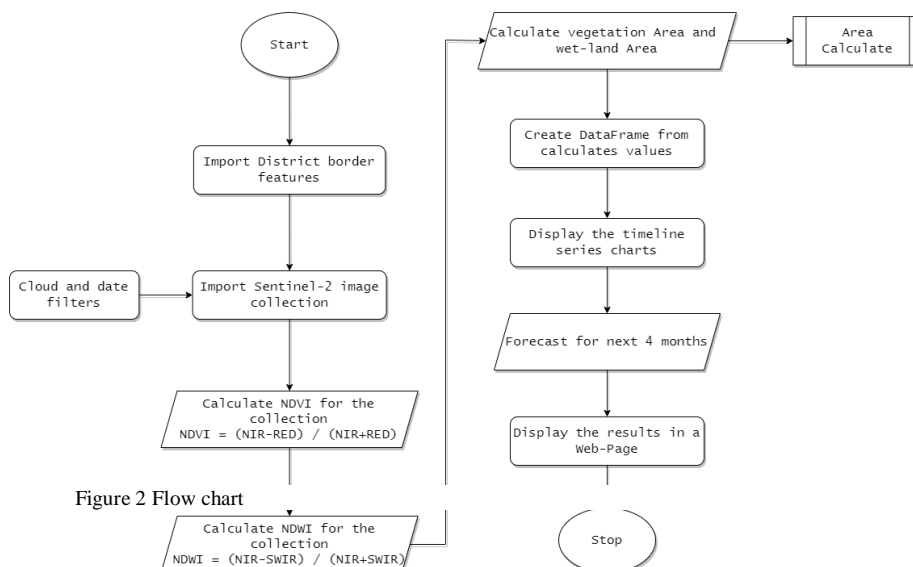 Start
Import District border
features
Cloud and date
filters
Import Sentinel-2 image
collection
Calculate NDVI for the
collection
NDVI = (NIR-RED) / (NIR+RED)
Figure 2 Flow chart
Calculate NDWI for the
collection
NDWI = (NIR-SWIR) / (NIR+SWIR)
Calculate vegetation Area and
wet-land Area
Area
Calculate
Create DataFrame from
calculates values
Display the timeline
series charts
Forecast for next 4 months
Display the results in a
Web-Page
Stop